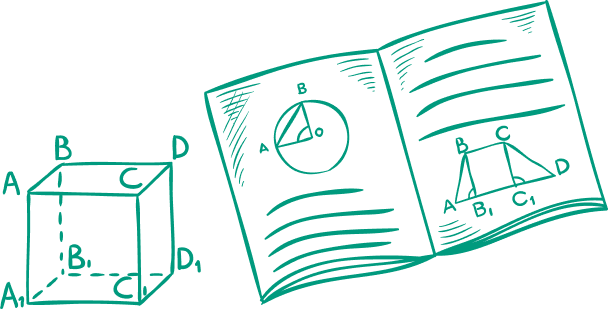 B D
A C
B₁ D₁
A₁ C₁
B
A O
B C
A B₁ C₁ D